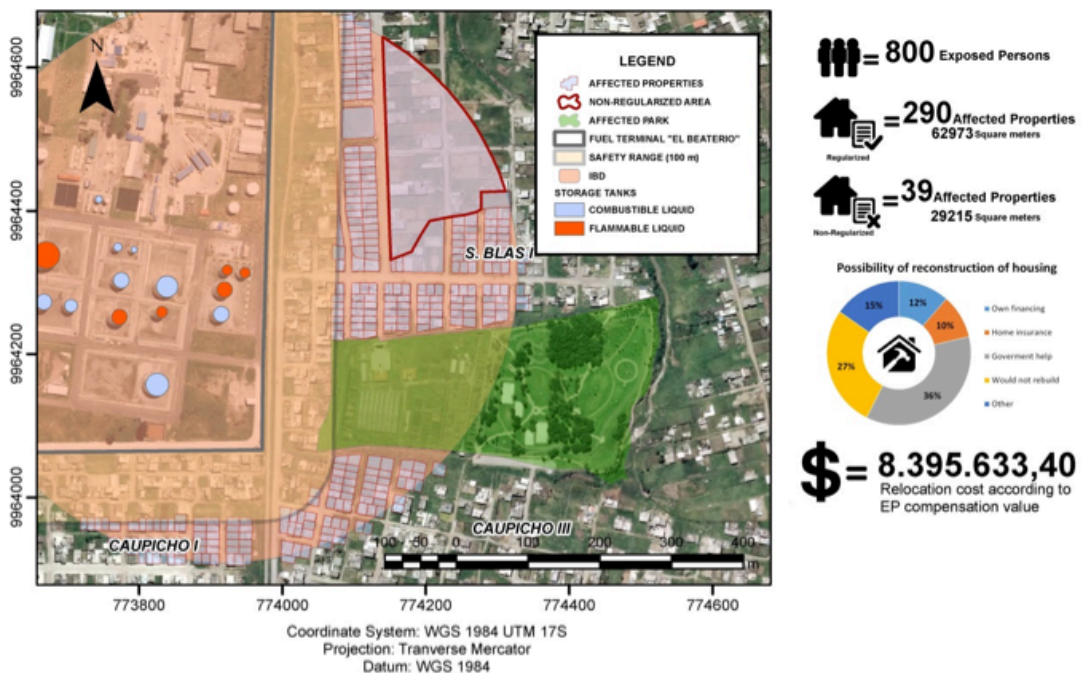 9964600
9964400
9964200
9964000
N
LEGEND
AFFECTED PROPERTIES
NON-REGULARIZED AREA
AFFECTED PARK
FUEL TERMINAL "EL BEATERIO"
SAFETY RANGE (100 m)
IBD
STORAGE TANKS
COMBUSTIBLE LIQUID
FLAMMABLE LIQUID
S. BLAS I
CAUPICHO III
CAUPICHO I
100 50 0 100 200 300 400
m
773800 774000 774200 774400 774600
Coordinate System: WGS 1984 UTM 17S
Projection: Tranverse Mercator
Datum: WGS 1984
= 800 Exposed Persons
= 290 Affected Properties
62973 Square meters
Regularized
= 39 Affected Properties
29215 Square meters
Non-Regularized
Possibility of reconstruction of housing
15%
12%
10%
27%
36%
Own financing
Home insurance
Goverment help
Would not rebuild
Other
$ = 8.395.633,40
Relocation cost according to
EP compensation value